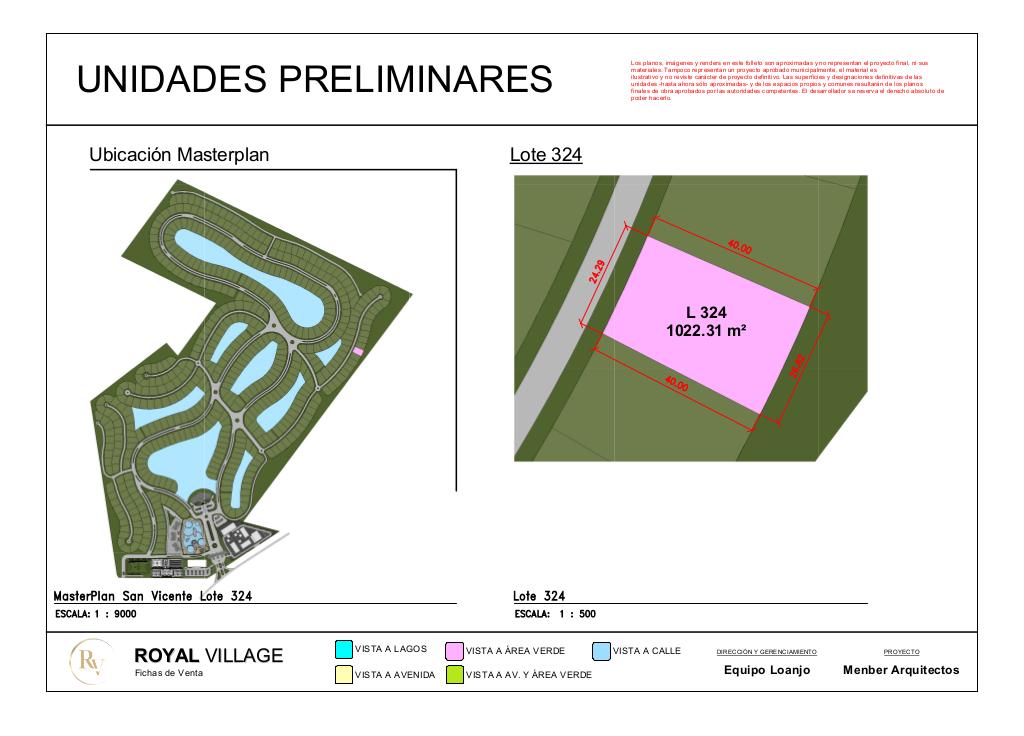 UNIDADES PRELIMINARES
Los planos, imágenes y renders en este folleto son aproximadas y no representan el proyecto final, ni sus
materiales. Tampoco representan un proyecto aprobado municipalmente, el material es
ilustrativo y no reviste carácter de proyecto definitivo. Las superficies y designaciones definitivas de las
unidades -hasta ahora sólo aproximadas- y de los espacios propios y comunes resultarán de los planos
finales de obra aprobados por las autoridades competentes. El desarrollador se reserva el derecho absoluto de
poder hacerlo.
Ubicación Masterplan
Lote 324
40.00
24.29
L 324
1022.31 m²
40.00
MasterPlan San Vicente Lote 324
ESCALA: 1 : 9000
Lote 324
ESCALA: 1 : 500
RV
ROYAL VILLAGE
Fichas de Venta
VISTA A LAGOS
VISTA A ÁREA VERDE
VISTA A CALLE
VISTA A AVENIDA
VISTA A AV. Y ÁREA VERDE
DIRECCIÓN Y GERENCIAMIENTO
Equipo Loanjo
PROYECTO
Menber Arquitectos